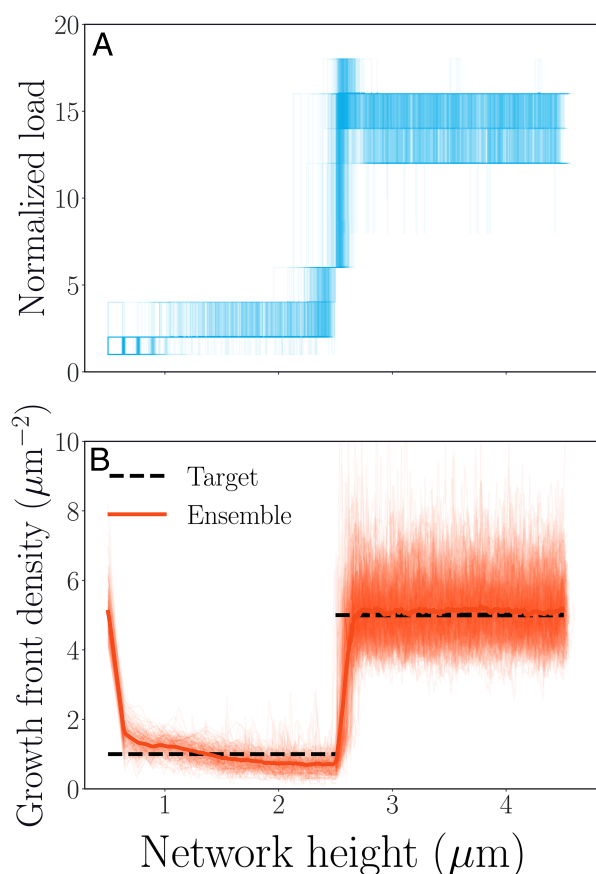 A
20
15
10
5
0
Normalized load
B
10
8
6
4
2
0
Growth front density (μm⁻²)
Target
Ensemble
1 2 3 4
Network height (μm)